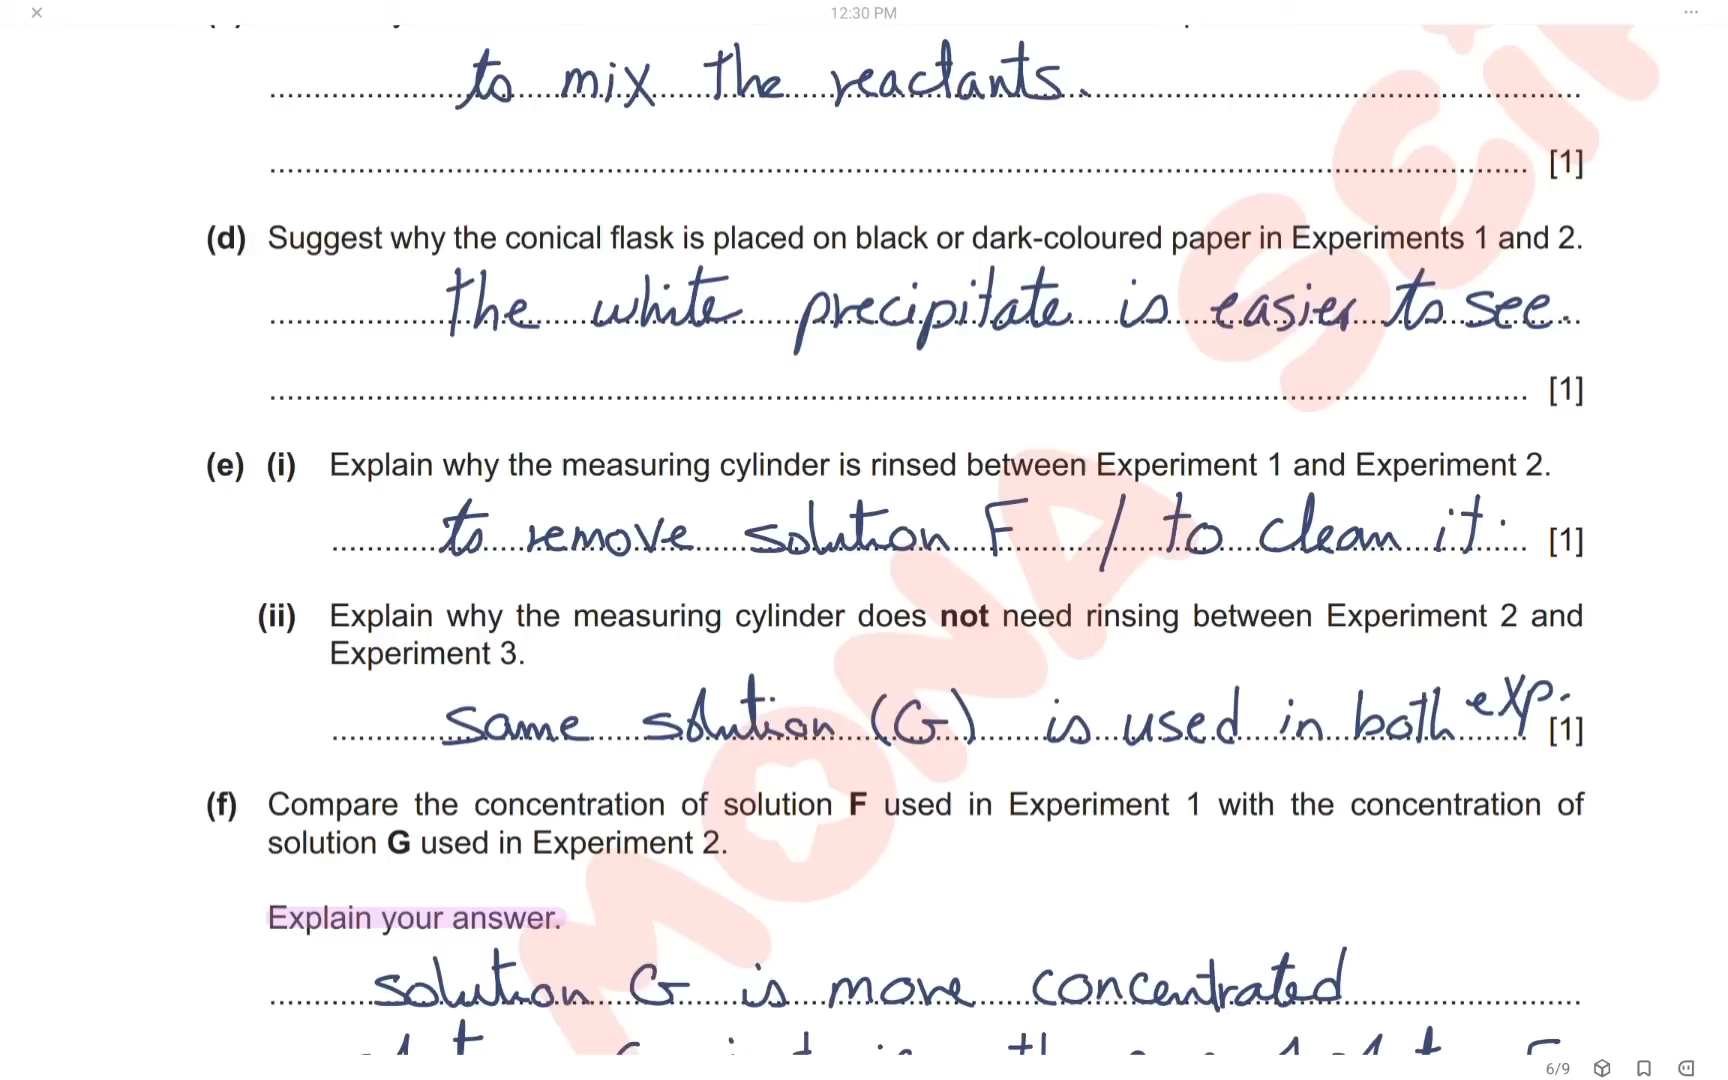 12:30 PM
to mix the reactants.
[1]
(d) Suggest why the conical flask is placed on black or dark-coloured paper in Experiments 1 and 2.
the white precipitate is easier to see.
[1]
(e) (i) Explain why the measuring cylinder is rinsed between Experiment 1 and Experiment 2.
to remove solution F / to clean it. [1]
(ii) Explain why the measuring cylinder does not need rinsing between Experiment 2 and
Experiment 3.
same solution (G) is used in both exp. [1]
(f) Compare the concentration of solution F used in Experiment 1 with the concentration of
solution G used in Experiment 2.
Explain your answer.
solution G is more concentrated
6/9
MONA SEIF